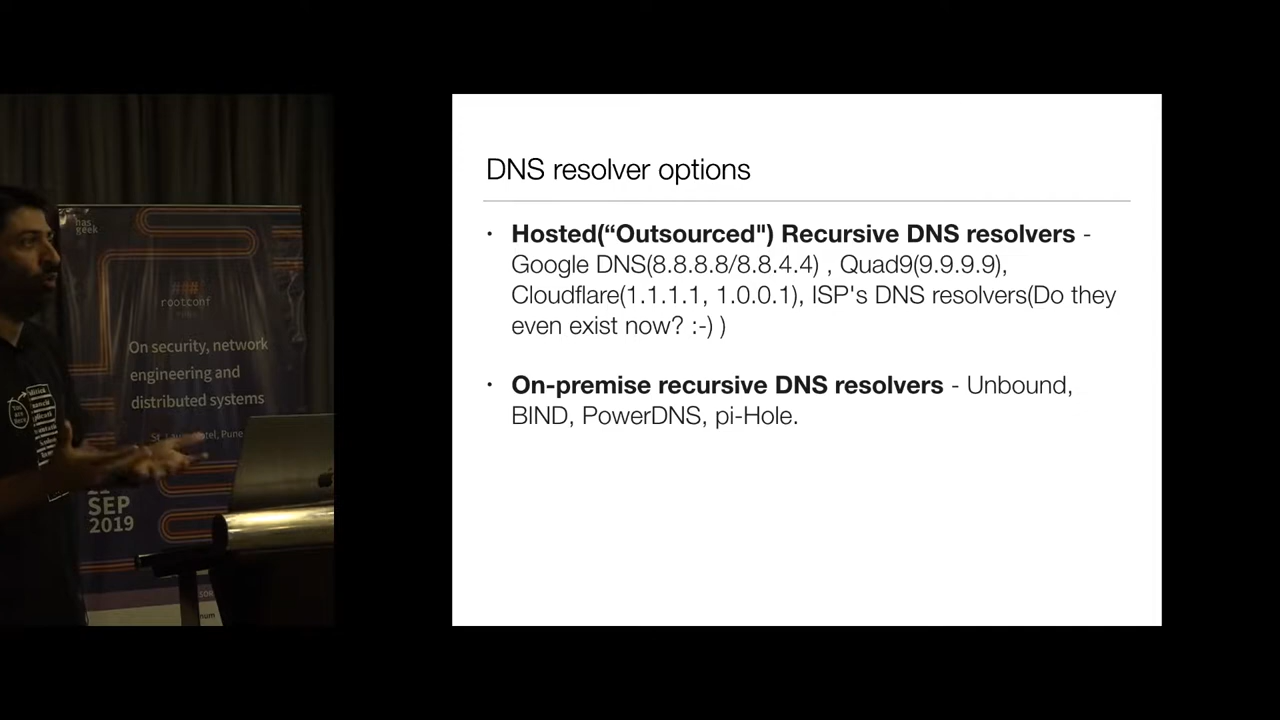 DNS resolver options
• Hosted(“Outsourced") Recursive DNS resolvers -
Google DNS(8.8.8.8/8.8.4.4) , Quad9(9.9.9.9),
Cloudflare(1.1.1.1, 1.0.0.1), ISP's DNS resolvers(Do they
even exist now? :-) )
• On-premise recursive DNS resolvers - Unbound,
BIND, PowerDNS, pi-Hole.
has
geek
rootconf
On security, network
engineering and
distributed systems
Hotel, Pune
SEP
2019